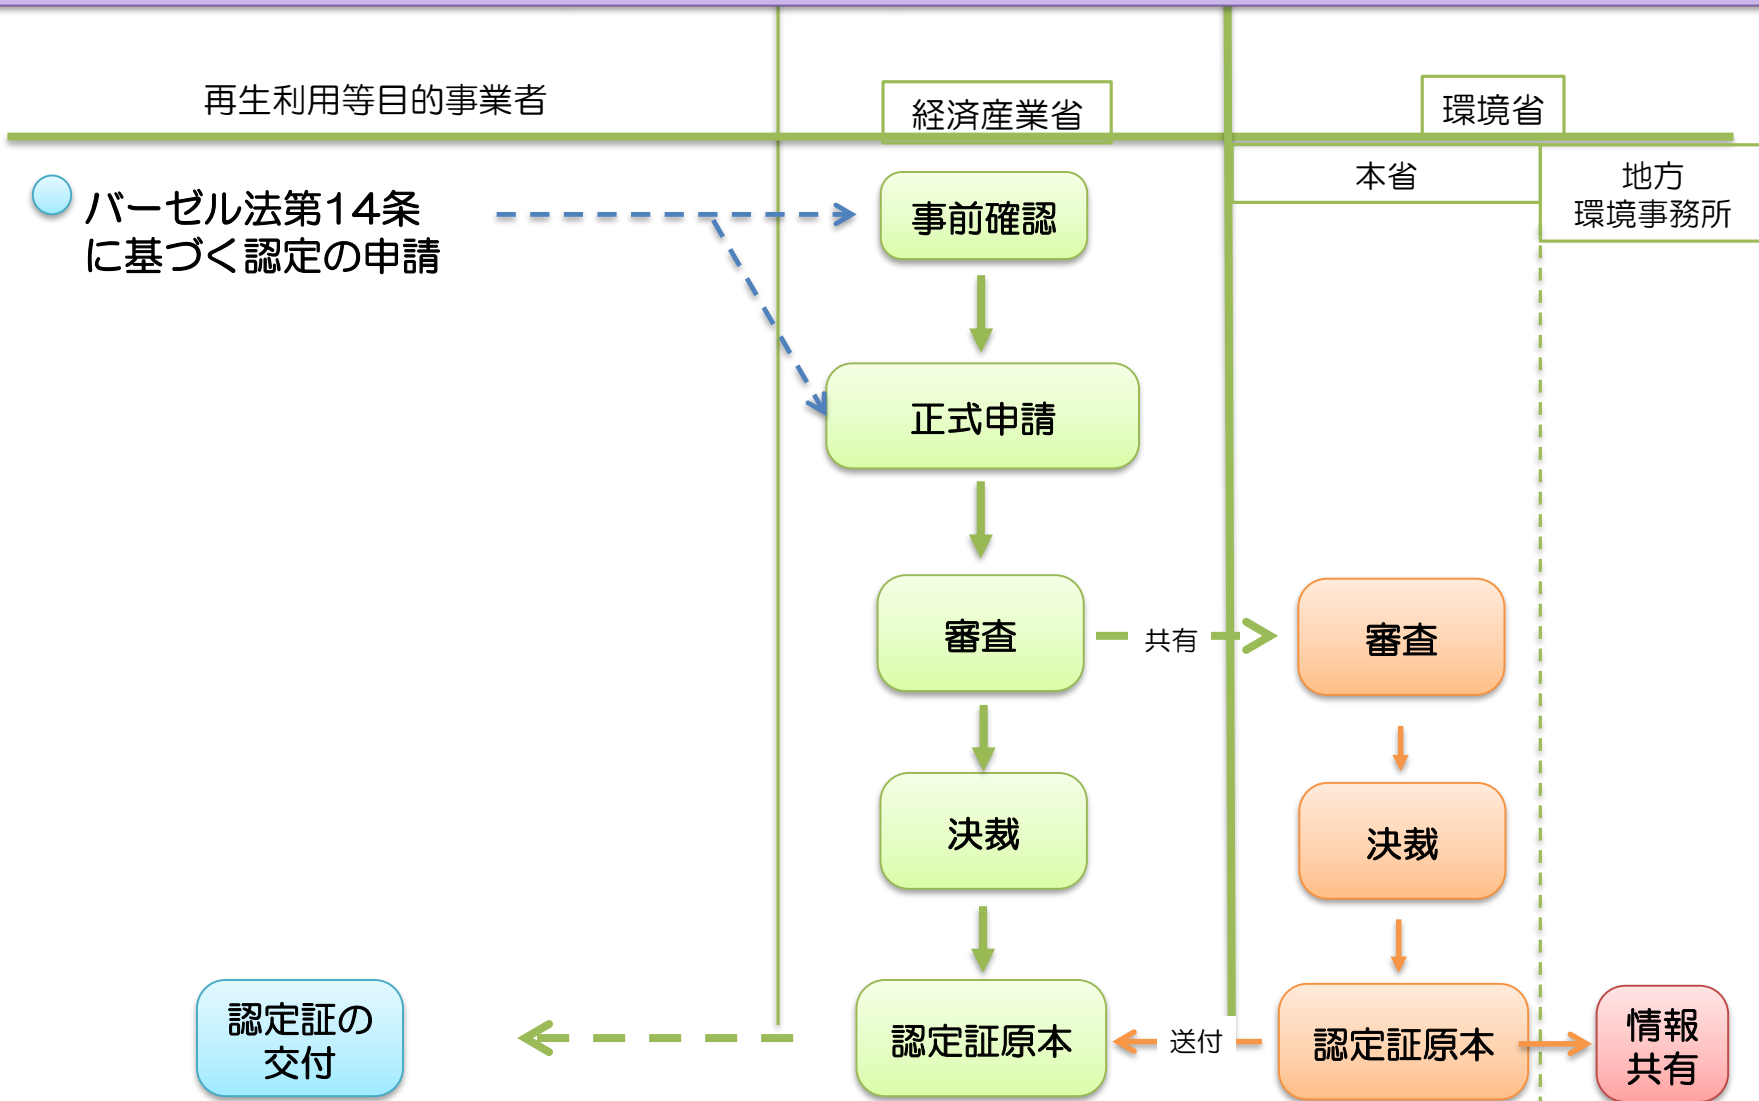 再生利用等目的事業者
経済産業省
環境省
本省
地方
環境事務所
バーゼル法第14条
に基づく認定の申請
事前確認
正式申請
審査
共有
審査
決裁
決裁
認定証の
交付
認定証原本
送付
認定証原本
情報
共有